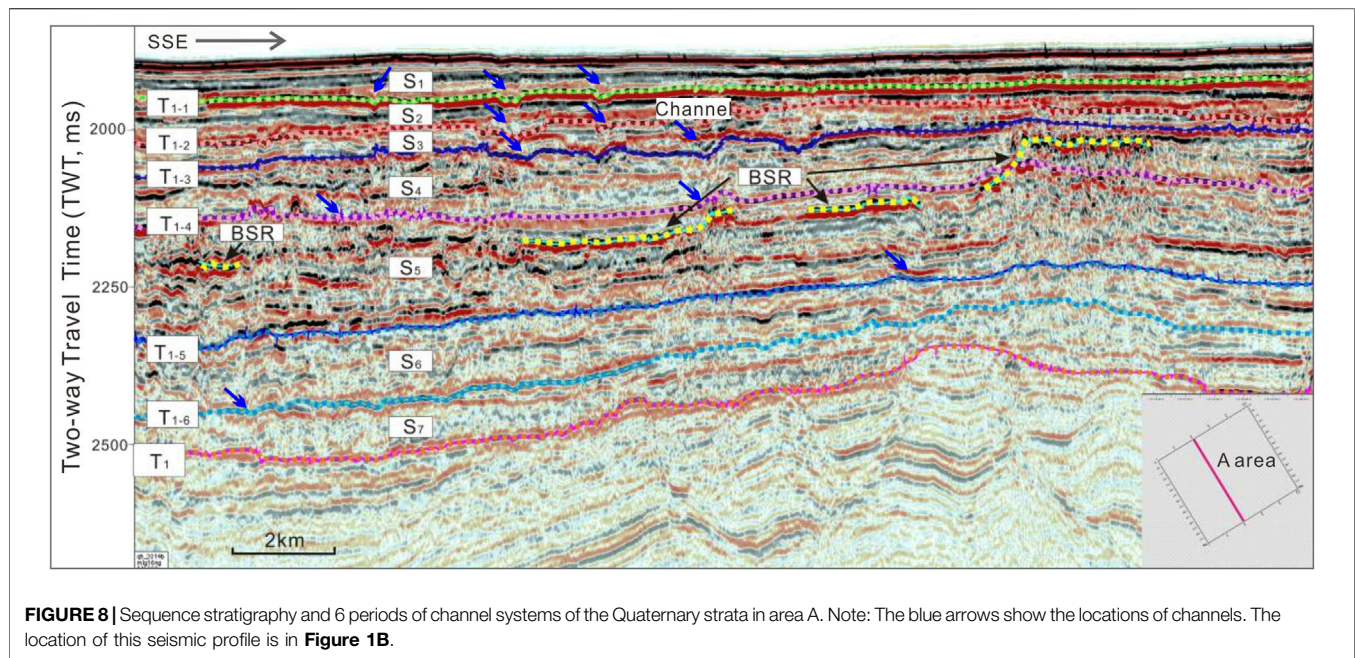 SSE
S1
T1-1
S2
Channel
2000
T1-2
S3
T1-3
S4
BSR
T1-4
BSR
S5
2250
T1-5
S6
T1-6
S7
2500
T1
A area
2km
Two-way Travel Time (TWT, ms)
FIGURE 8 | Sequence stratigraphy and 6 periods of channel systems of the Quaternary strata in area A. Note: The blue arrows show the locations of channels. The
location of this seismic profile is in Figure 1B.